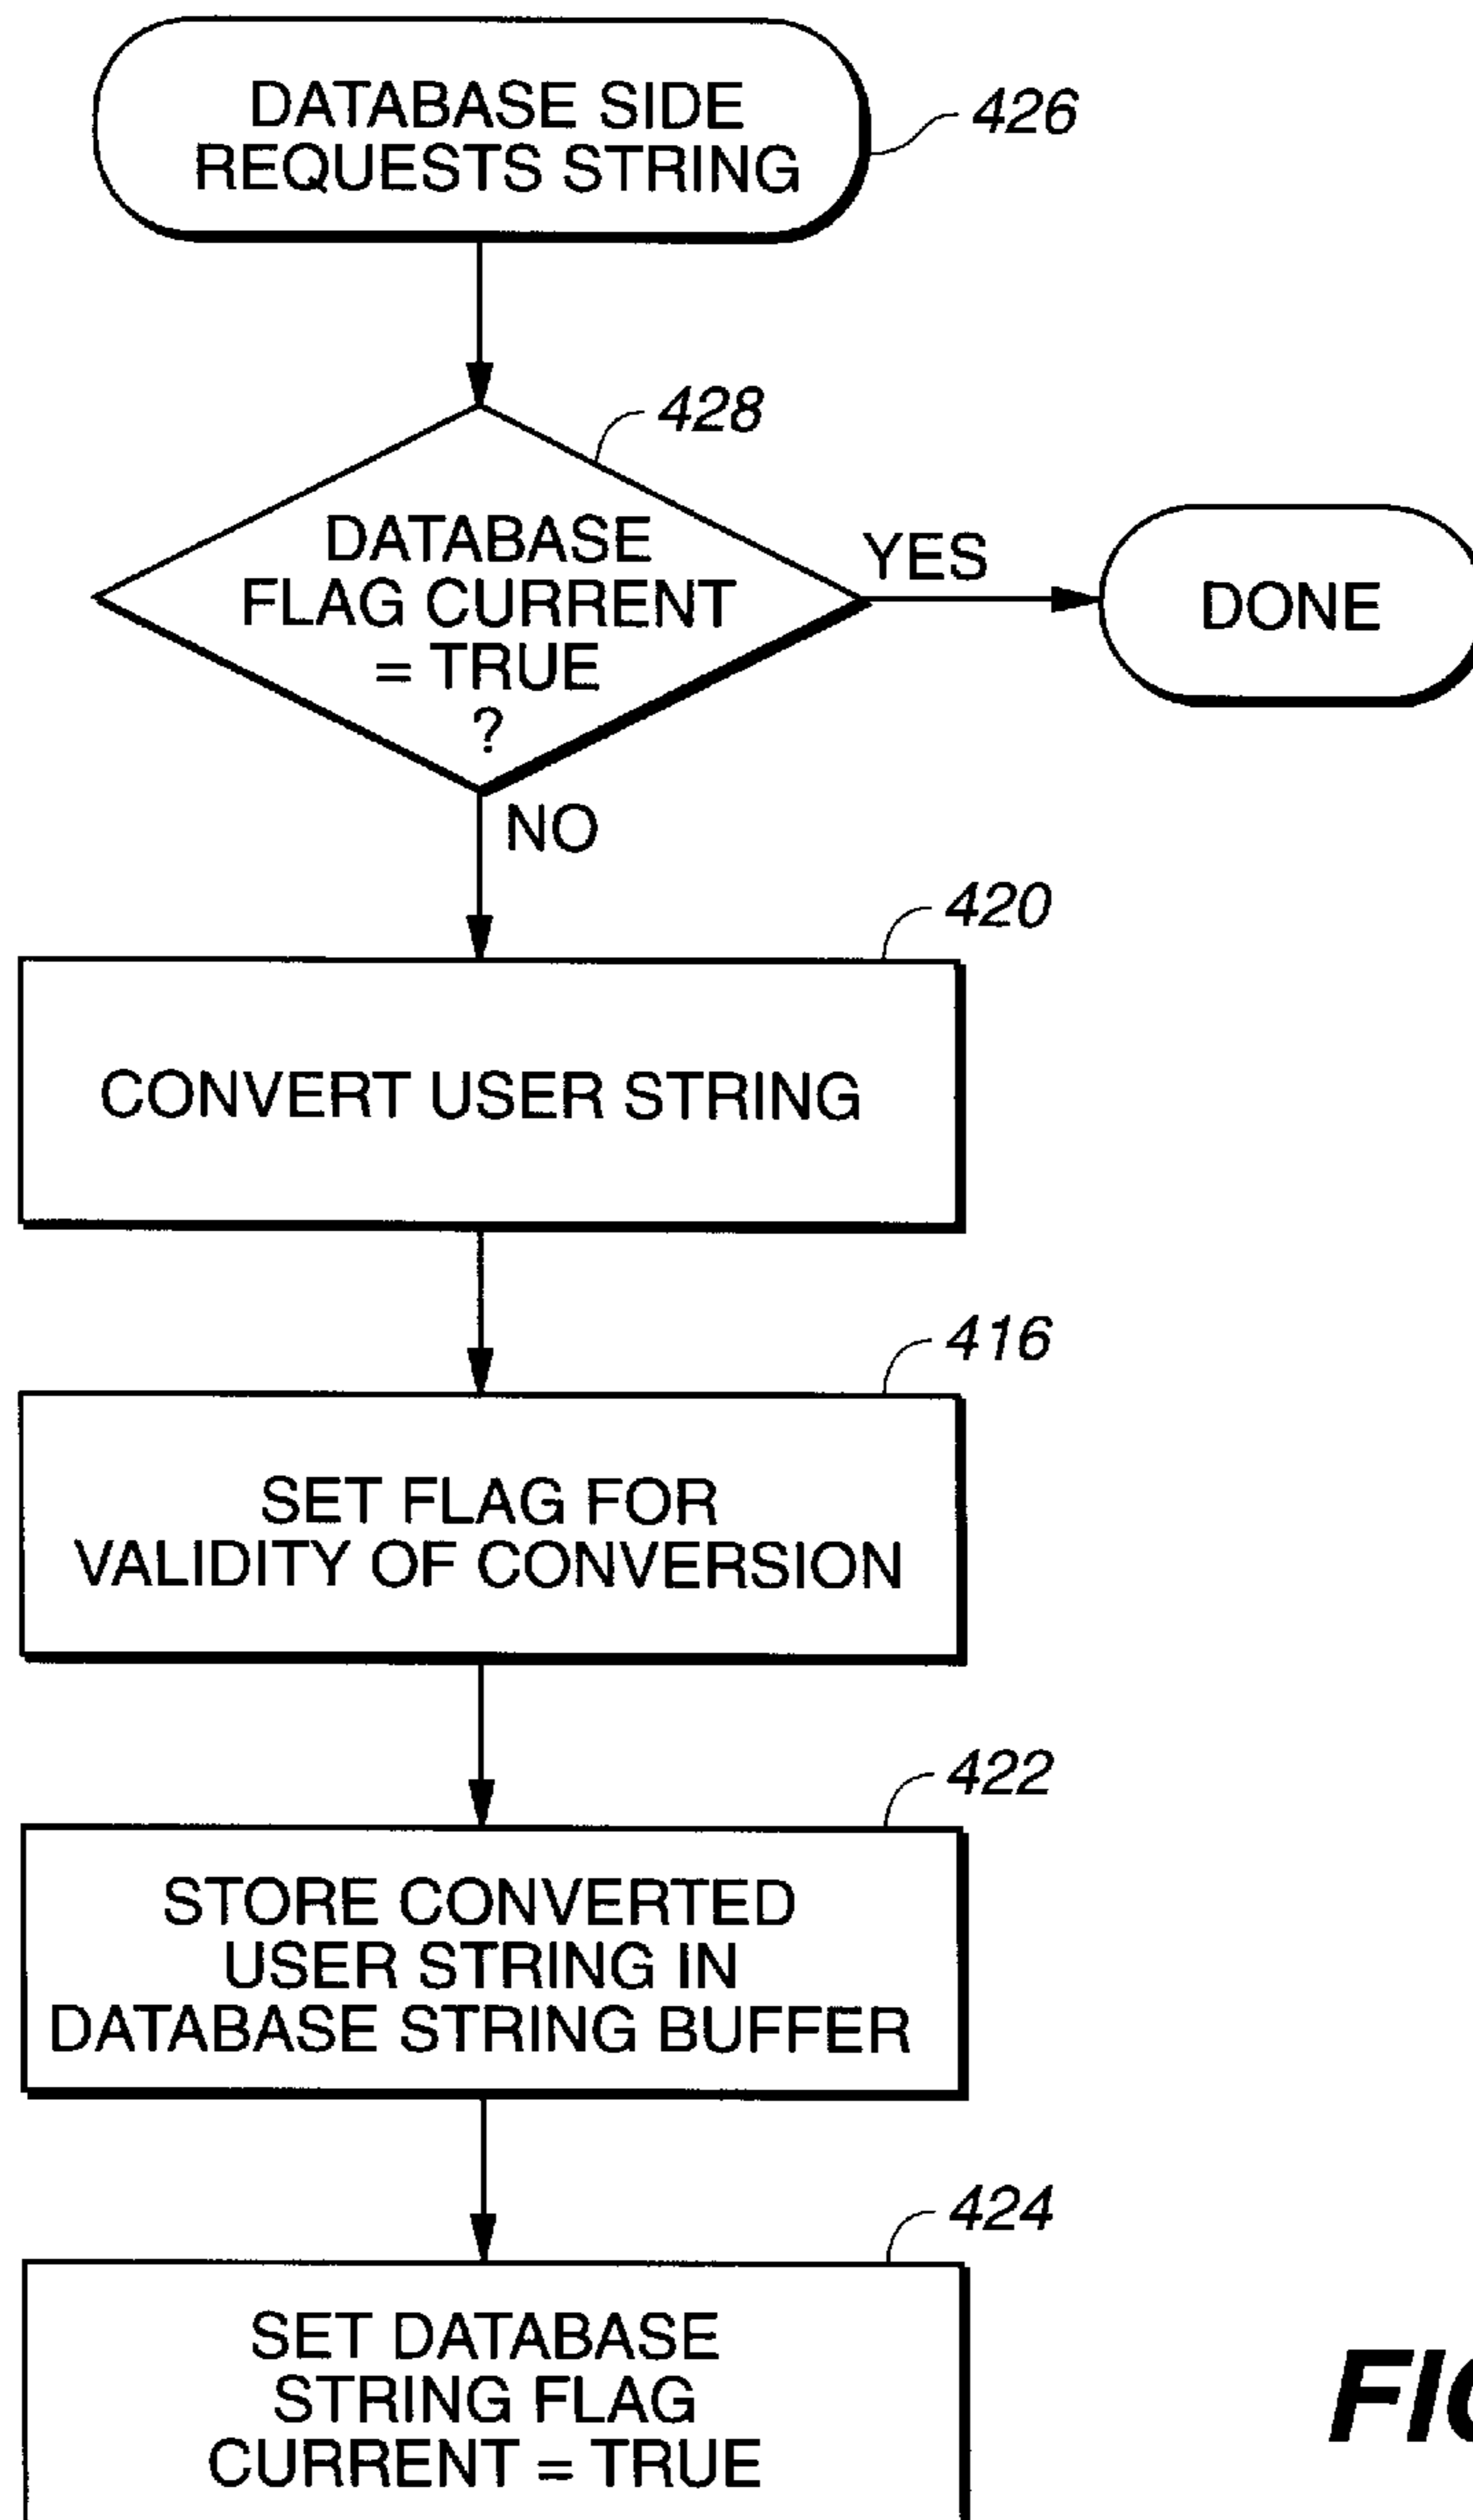 DATABASE SIDE
REQUESTS STRING
426
428
DATABASE
FLAG CURRENT
= TRUE
?
YES
DONE
NO
420
CONVERT USER STRING
416
SET FLAG FOR
VALIDITY OF CONVERSION
422
STORE CONVERTED
USER STRING IN
DATABASE STRING BUFFER
424
SET DATABASE
STRING FLAG
CURRENT = TRUE